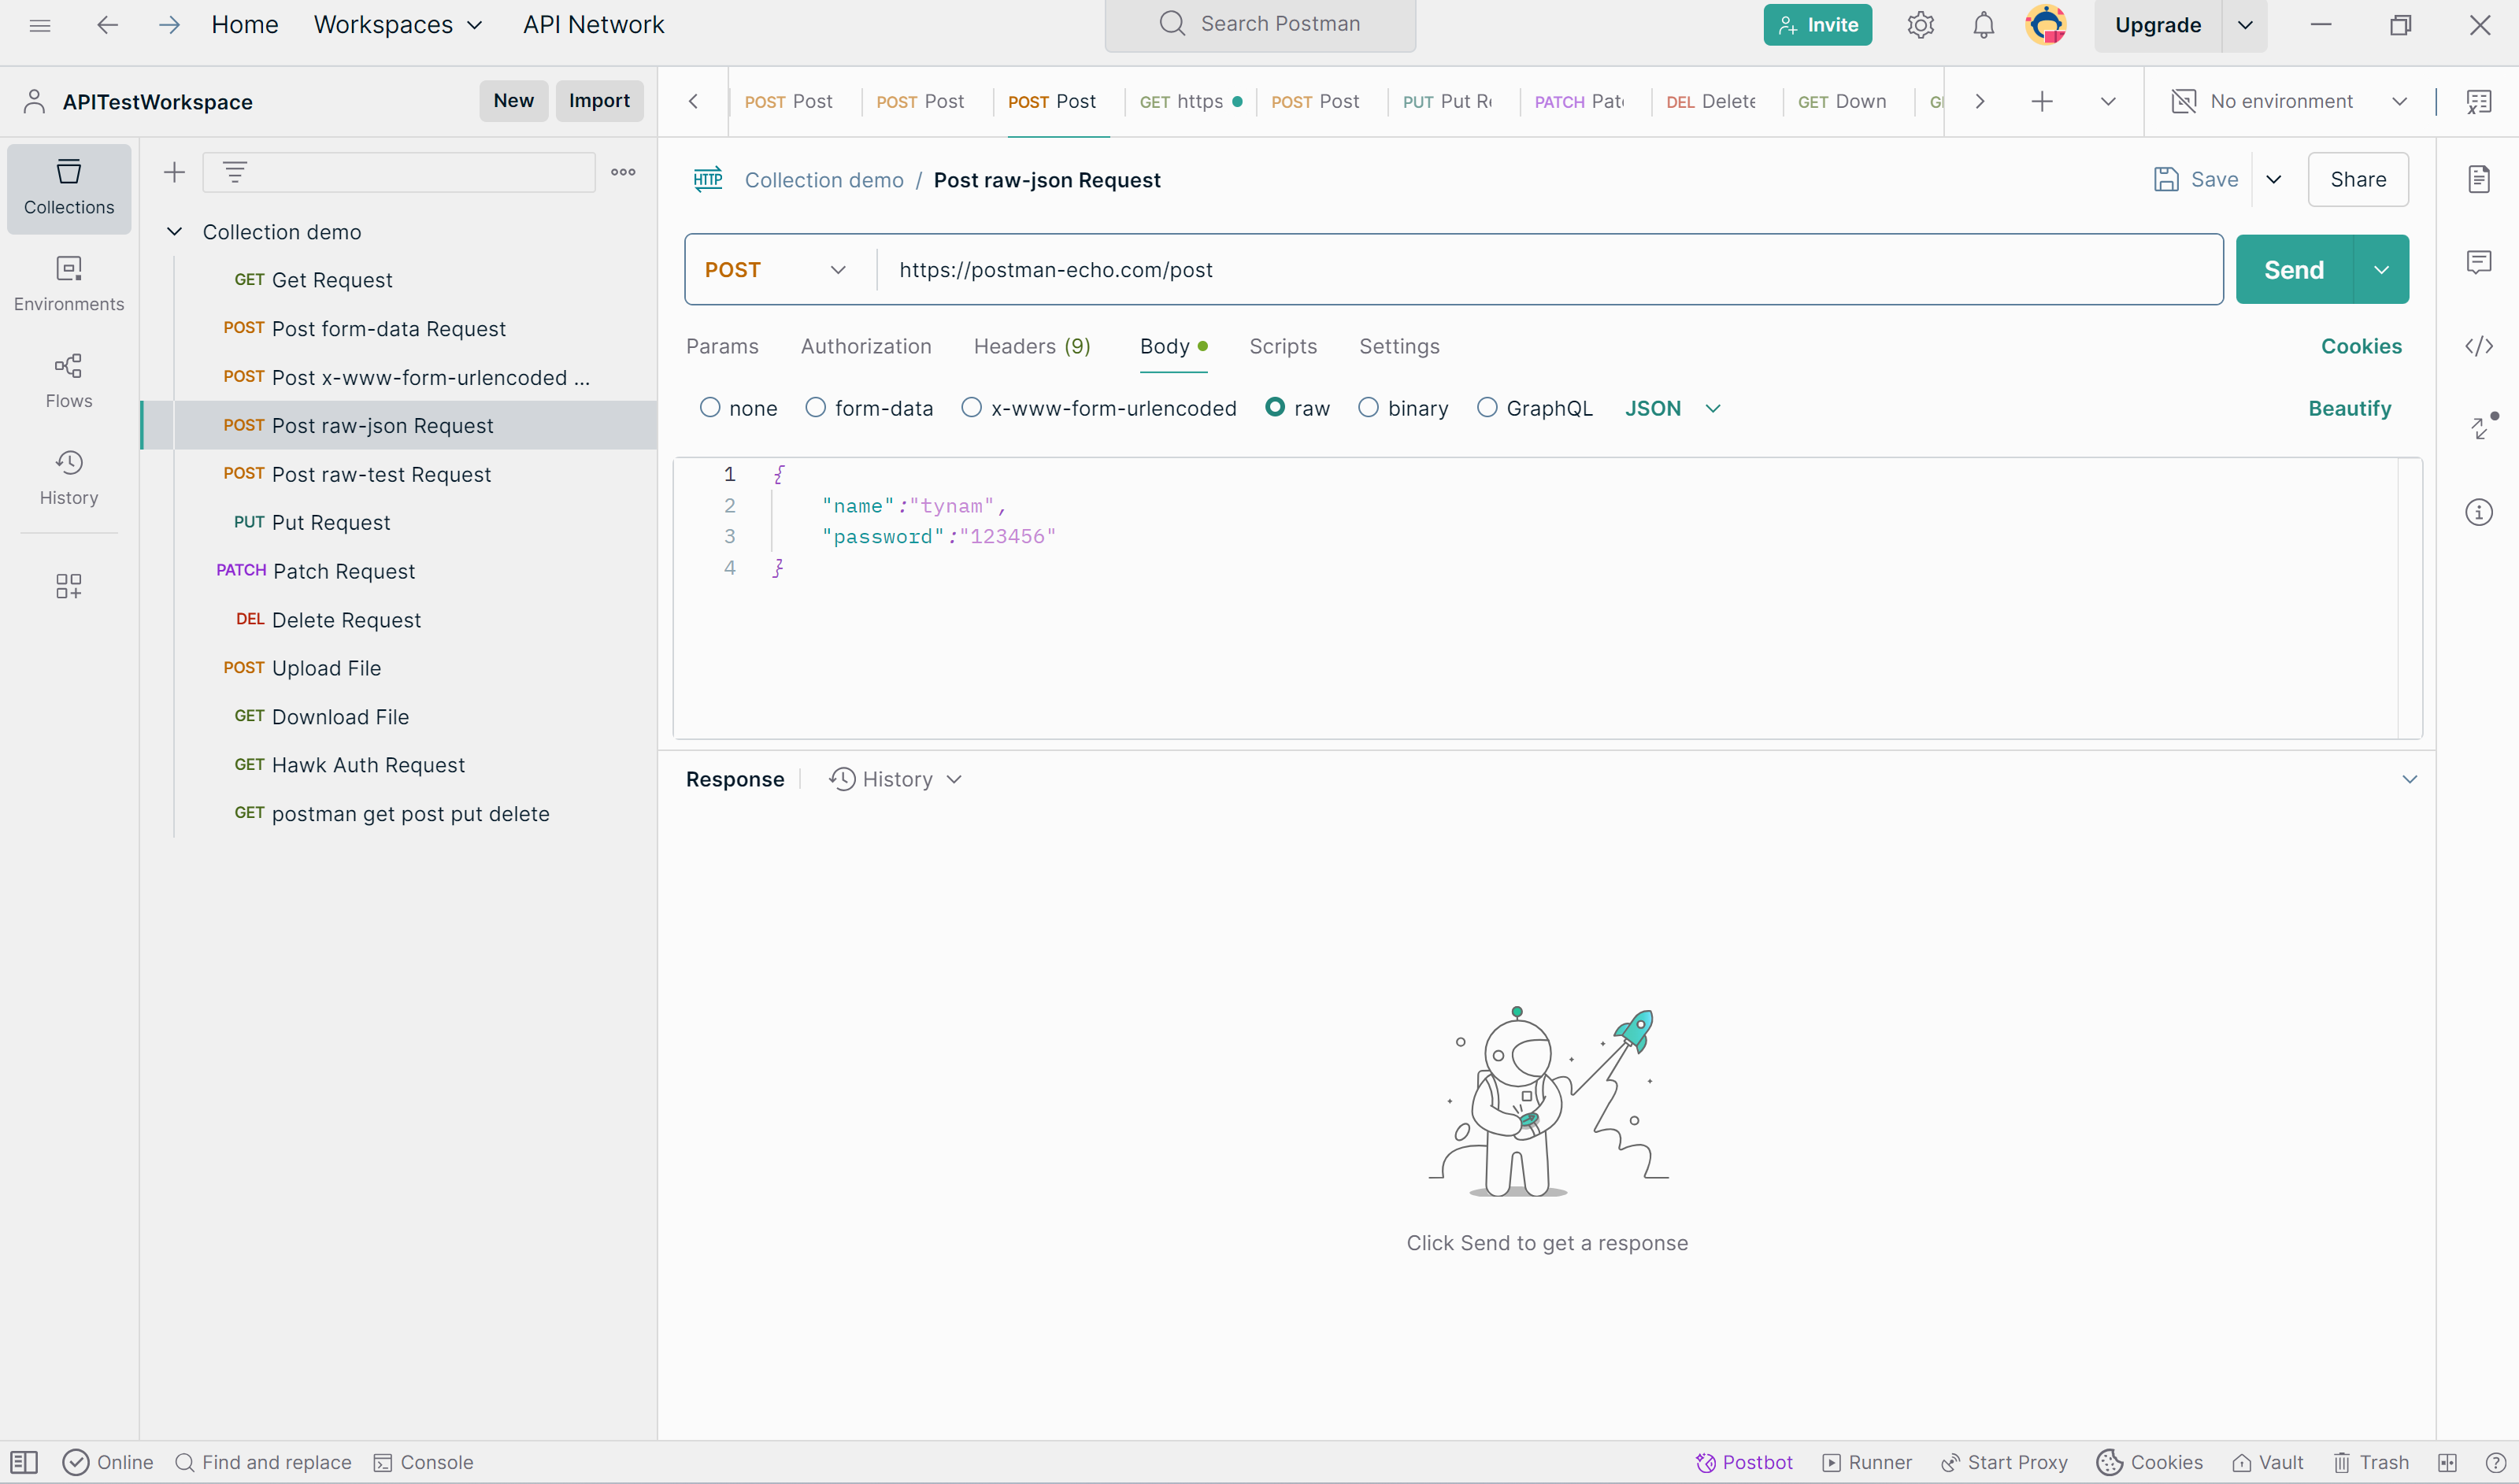 Home Workspaces API Network Search Postman Invite Upgrade
APITestWorkspace New Import POST Post POST Post POST Post GET https POST Post PUT Put PATCH DEL Delete GET Down No environment
Collections
Environments
Flows
History
Collection demo
GET Get Request
POST Post form-data Request
POST Post x-www-form-urlencoded ...
POST Post raw-json Request
POST Post raw-test Request
PUT Put Request
PATCH Patch Request
DEL Delete Request
POST Upload File
GET Download File
GET Hawk Auth Request
GET postman get post put delete
HTTP Collection demo / Post raw-json Request Save Share
POST https://postman-echo.com/post Send
Params Authorization Headers (9) Body Scripts Settings Cookies
none form-data x-www-form-urlencoded raw binary GraphQL JSON Beautify
1 {
2 "name":"tynam",
3 "password":"123456"
4 }
Response History
Click Send to get a response
Online Find and replace Console Postbot Runner Start Proxy Cookies Vault Trash